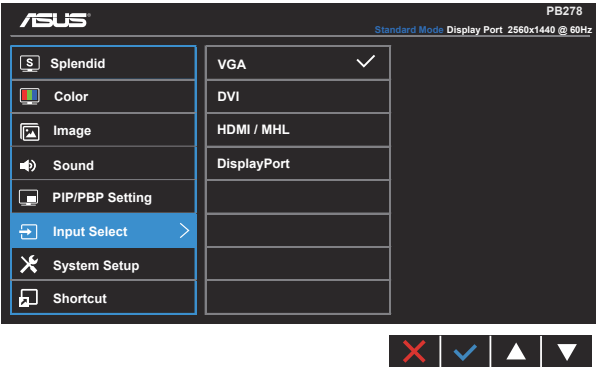 ASUS
PB278
Standard Mode Display Port 2560x1440 @ 60Hz
S Splendid
Color
Image
Sound
PIP/PBP Setting
Input Select
System Setup
Shortcut
VGA
DVI
HDMI / MHL
DisplayPort